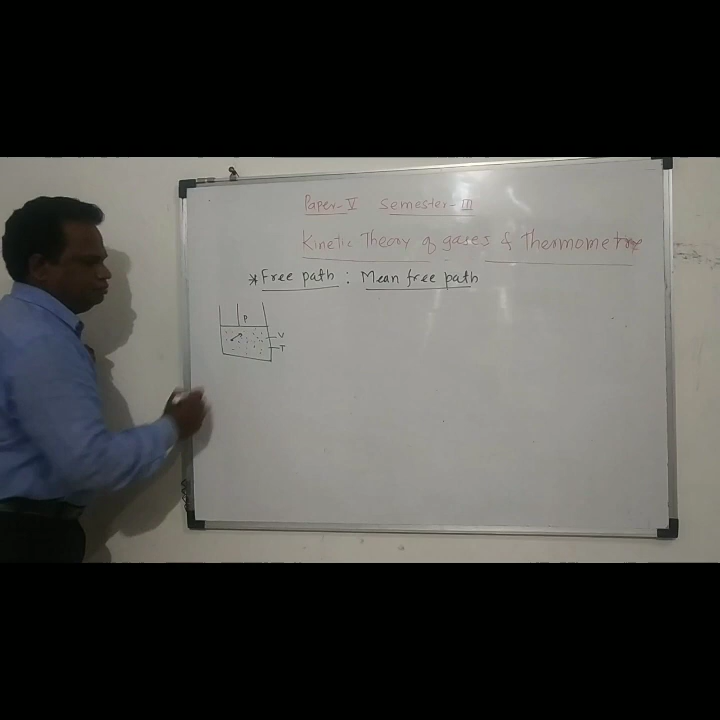 Paper-V Semester-III
Kinetic Theory of gases & Thermometry
*Free path : Mean free path
P
V
T